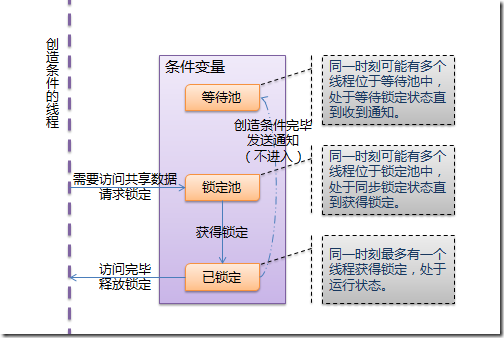 创造条件的线程
条件变量
等待池
创造条件完毕
发送通知
（不进入）
需要访问共享数据
请求锁定
锁定池
获得锁定
访问完毕
释放锁定
已锁定
同一时刻可能有多个
线程位于等待池中，
处于等待锁定状态直
到收到通知。
同一时刻可能有多个
线程位于锁定池中，
处于同步锁定状态直
到获得锁定。
同一时刻最多有一个
线程获得锁定，处于
运行状态。